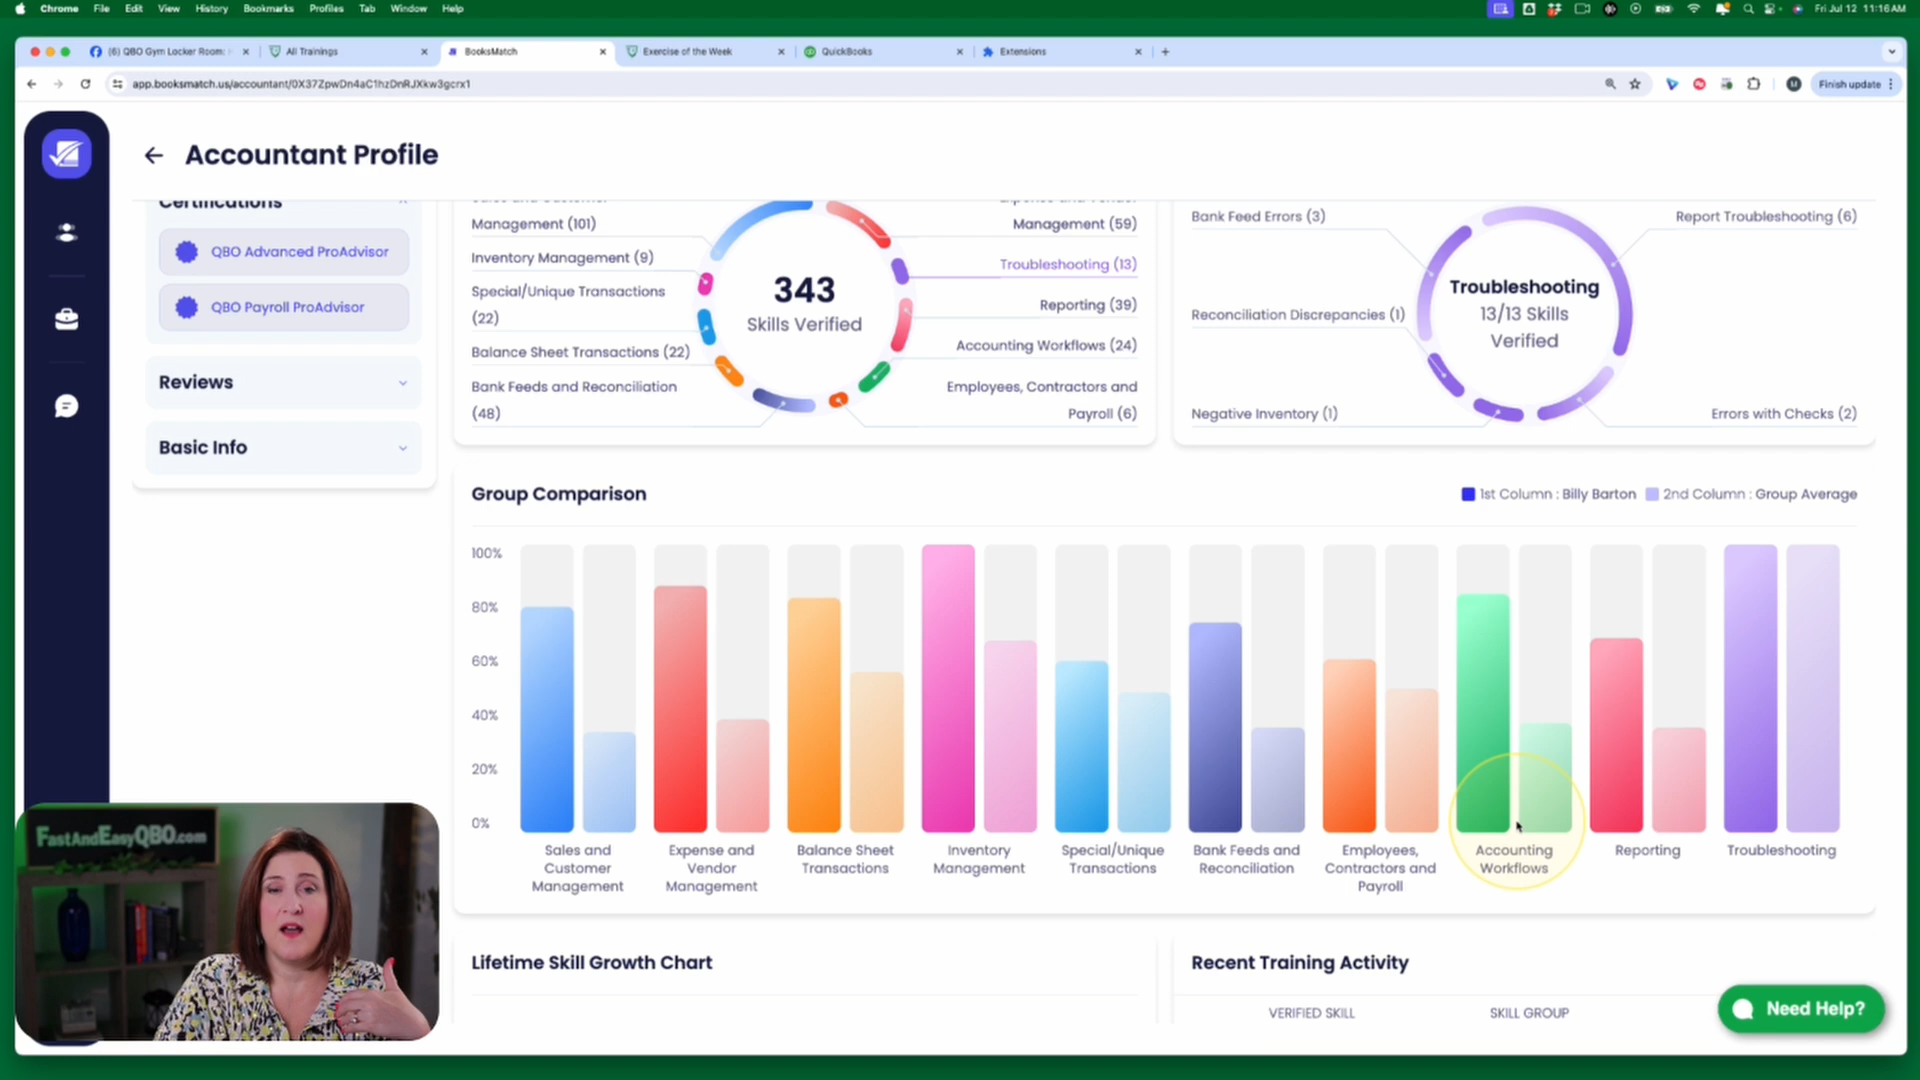 Chrome File Edit View History Bookmarks Profiles Tab Window Help
Fri Jul 12 11:16 AM
(6) QBO Gym Locker Room:
All Trainings
BooksMatch
Exercise of the Week
QuickBooks
Extensions
app.booksmatch.us/accountant/0X37ZpwDn4aC1hzDnRJXkw3gcrx1
Finish update
Accountant Profile
Certifications
QBO Advanced ProAdvisor
QBO Payroll ProAdvisor
Reviews
Basic Info
Sales and Customer
Management (101)
Inventory Management (9)
Special/Unique Transactions
(22)
Balance Sheet Transactions (22)
Bank Feeds and Reconciliation
(48)
343
Skills Verified
Expense and Vendor
Management (59)
Troubleshooting (13)
Reporting (39)
Accounting Workflows (24)
Employees, Contractors and
Payroll (6)
Bank Feed Errors (3)
Reconciliation Discrepancies (1)
Negative Inventory (1)
Troubleshooting
13/13 Skills
Verified
Report Troubleshooting (6)
Errors with Checks (2)
Group Comparison
1st Column : Billy Barton
2nd Column : Group Average
100%
80%
60%
40%
20%
0%
Sales and
Customer
Management
Expense and
Vendor
Management
Balance Sheet
Transactions
Inventory
Management
Special/Unique
Transactions
Bank Feeds and
Reconciliation
Employees,
Contractors and
Payroll
Accounting
Workflows
Reporting
Troubleshooting
FastAndEasyQBO.com
Lifetime Skill Growth Chart
Recent Training Activity
VERIFIED SKILL
SKILL GROUP
Need Help?